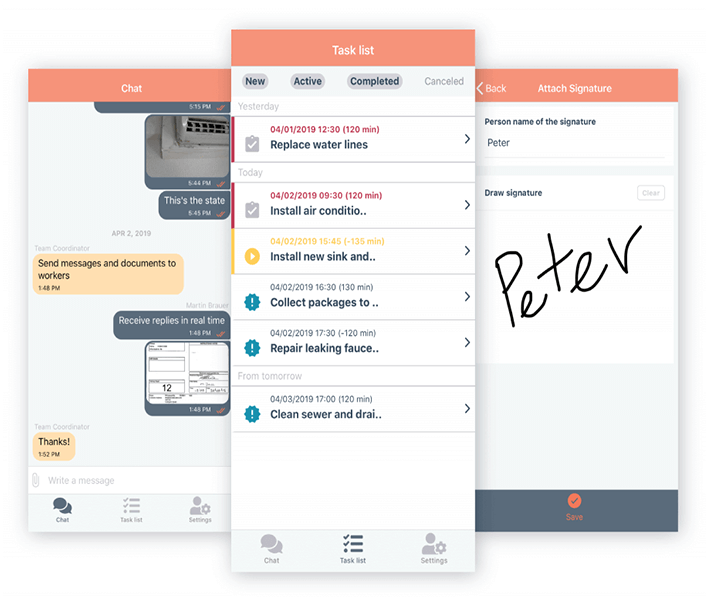 Chat
5:15 PM
5:44 PM
This's the state
5:45 PM
APR 2, 2019
Team Coordinator
Send messages and documents to
workers
1:48 PM
Martin Brauer
Receive replies in real time
1:48 PM
12
1:48 PM
Team Coordinator
Thanks!
1:52 PM
Write a message
Chat
Task list
Settings
Task list
New
Active
Completed
Canceled
Yesterday
04/01/2019 12:30 (120 min)
Replace water lines
Today
04/02/2019 09:30 (120 min)
Install air conditio..
04/02/2019 15:45 (-135 min)
Install new sink and..
04/02/2019 16:30 (130 min)
Collect packages to ..
04/02/2019 17:30 (-120 min)
Repair leaking fauce..
From tomorrow
04/03/2019 17:00 (120 min)
Clean sewer and drai..
Chat
Task list
Settings
Back
Attach Signature
Person name of the signature
Peter
Draw signature
Clear
Peter
Save